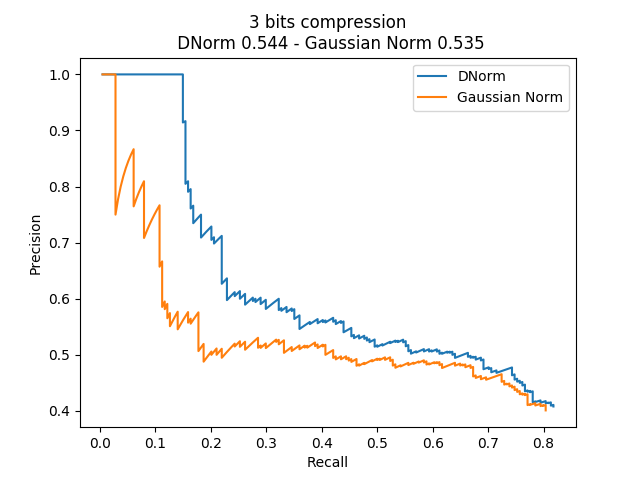 3 bits compression
DNorm 0.544 - Gaussian Norm 0.535
DNorm
Gaussian Norm
Precision
1.0
0.9
0.8
0.7
0.6
0.5
0.4
0.0 0.1 0.2 0.3 0.4 0.5 0.6 0.7 0.8
Recall